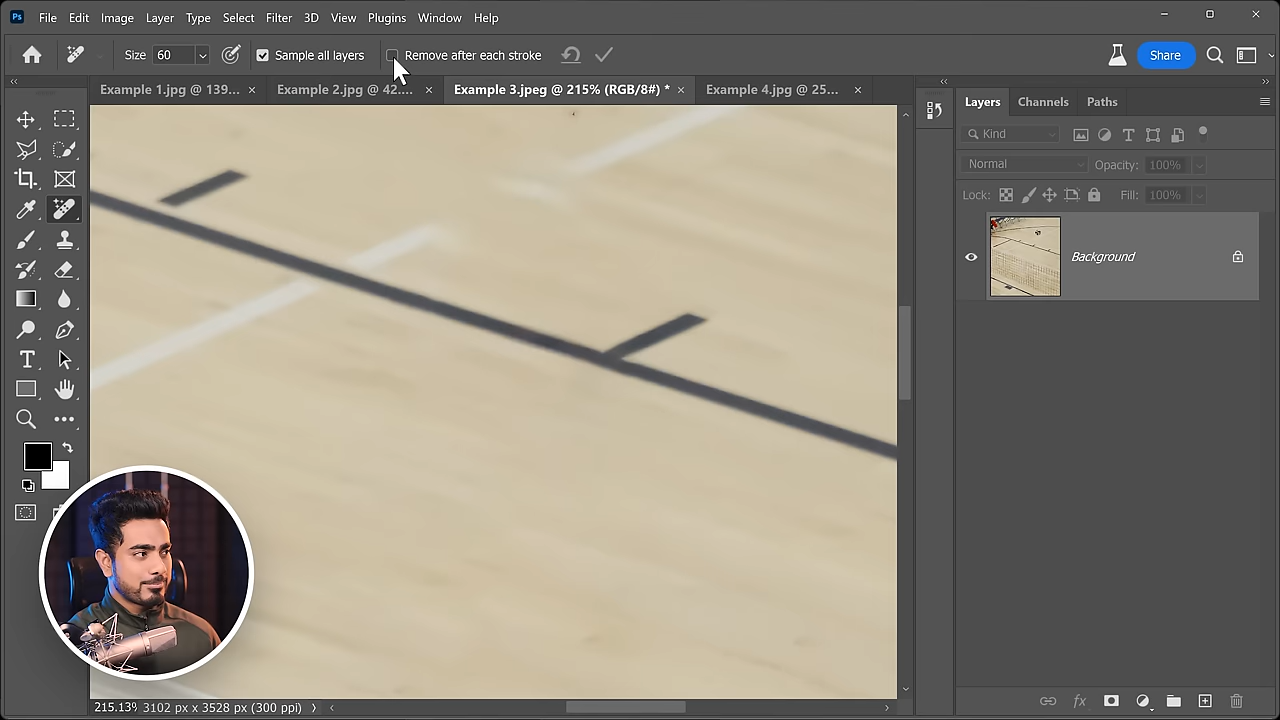 Ps File Edit Image Layer Type Select Filter 3D View Plugins Window Help
Size 60 Sample all layers Remove after each stroke Share
Example 1.jpg @ 139... × Example 2.jpg @ 42.... × Example 3.jpeg @ 215% (RGB/8#) * × Example 4.jpg @ 25... ×
Layers Channels Paths
Kind
Normal Opacity: 100%
Lock: Fill: 100%
Background
215.13% 3102 px x 3528 px (300 ppi)